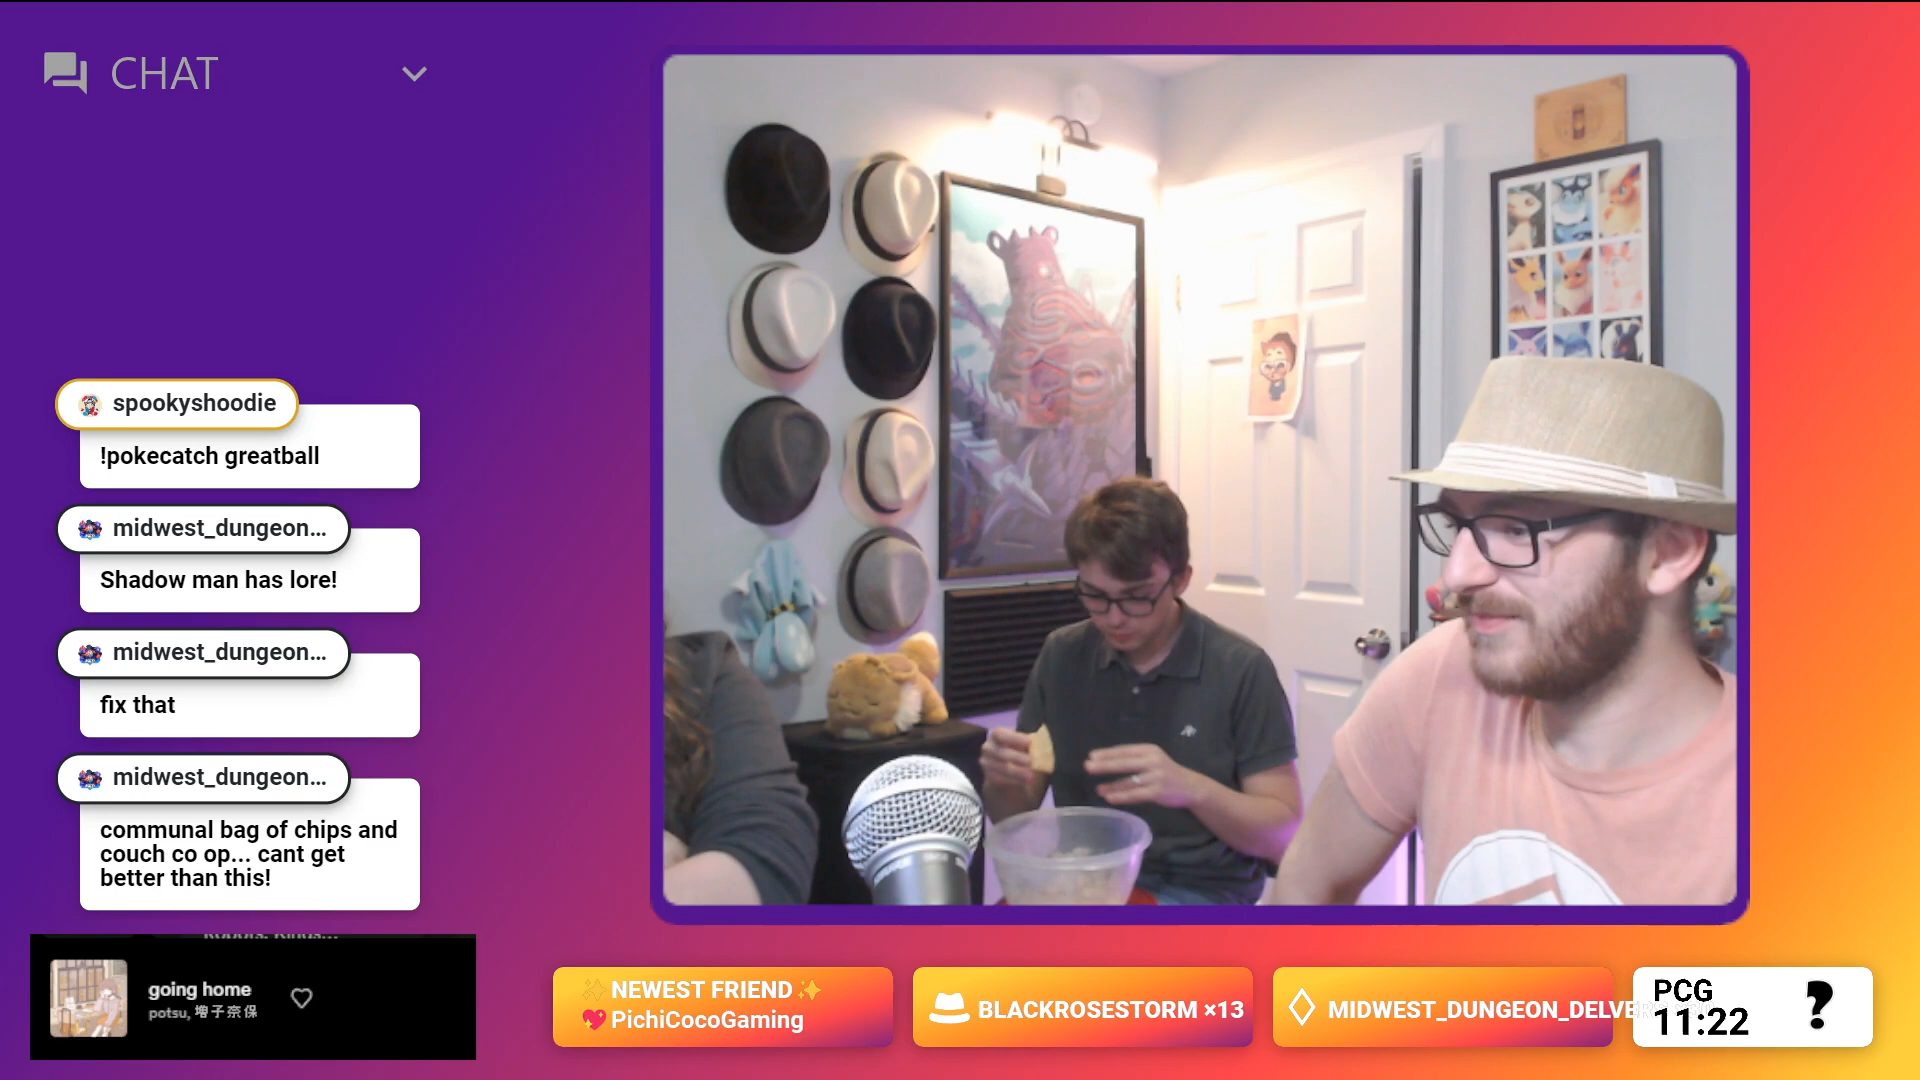 CHAT
spookyshoodie
!pokecatch greatball
midwest_dungeon...
Shadow man has lore!
midwest_dungeon...
fix that
midwest_dungeon...
communal bag of chips and
couch co op... cant get
better than this!
going home
potsu, 増子奈保
✨NEWEST FRIEND✨
💖PichiCocoGaming
BLACKROSESTORM ×13
MIDWEST_DUNGEON_DELVE
PCG
11:22
?